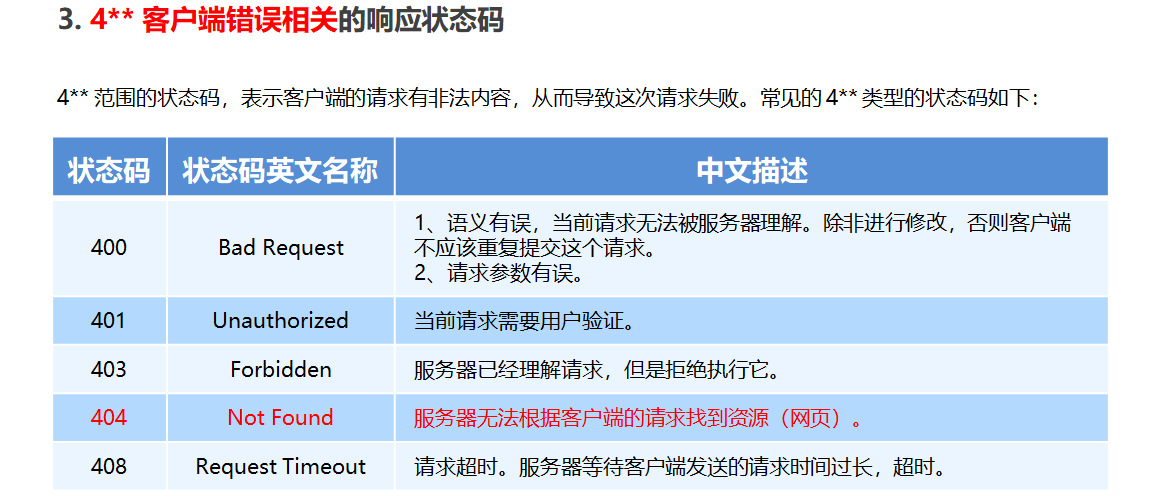 3. 4** 客户端错误相关的响应状态码
4** 范围的状态码，表示客户端的请求有非法内容，从而导致这次请求失败。常见的 4** 类型的状态码如下：
状态码 状态码英文名称 中文描述
400 Bad Request 1、语义有误，当前请求无法被服务器理解。除非进行修改，否则客户端
不应该重复提交这个请求。
2、请求参数有误。
401 Unauthorized 当前请求需要用户验证。
403 Forbidden 服务器已经理解请求，但是拒绝执行它。
404 Not Found 服务器无法根据客户端的请求找到资源（网页）。
408 Request Timeout 请求超时。服务器等待客户端发送的请求时间过长，超时。